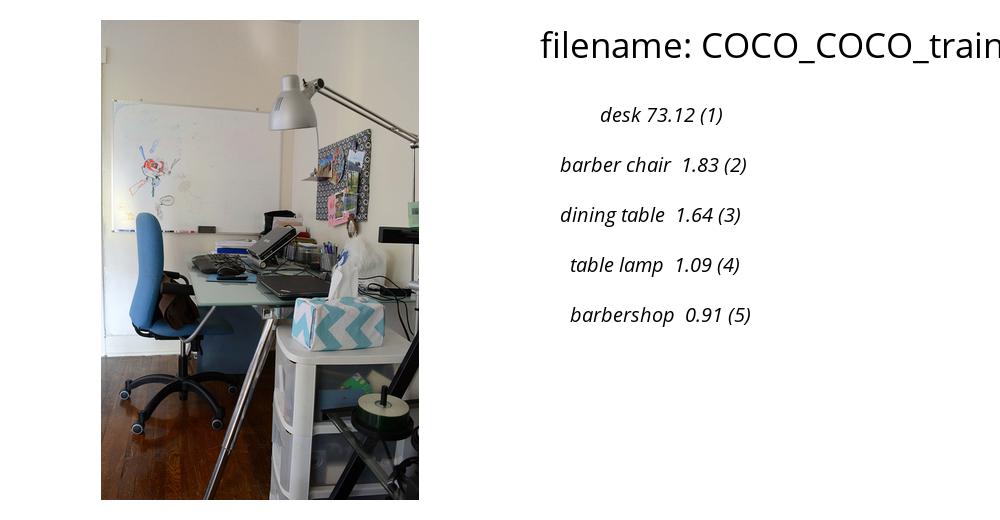 filename: COCO_COCO_train
desk 73.12 (1)
barber chair 1.83 (2)
dining table 1.64 (3)
table lamp 1.09 (4)
barbershop 0.91 (5)